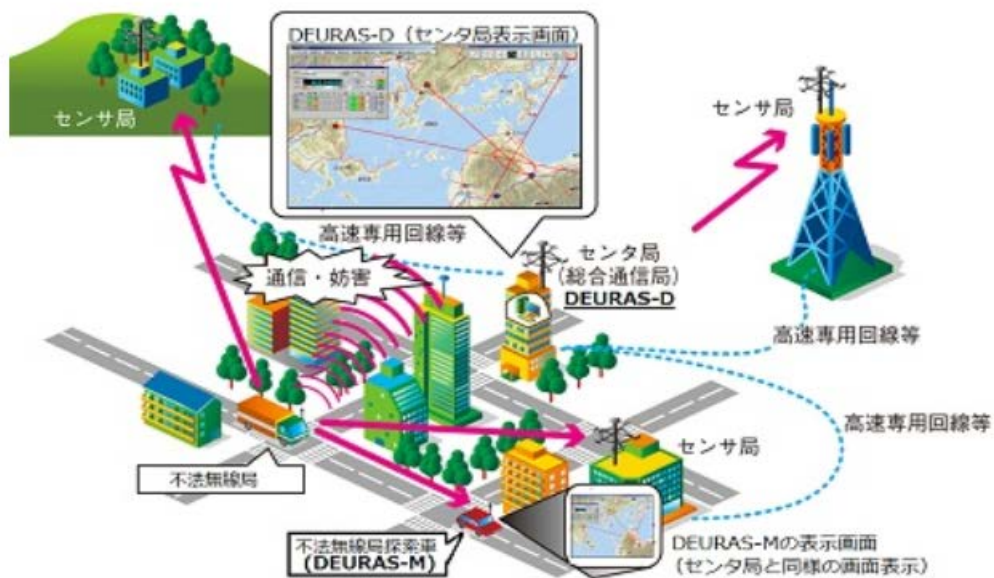 DEURAS-D（センタ局表示画面）
センサ局
センサ局
高速専用回線等
センタ局
（総合通信局）
DEURAS-D
通信・妨害
高速専用回線等
高速専用回線等
センサ局
不法無線局
不法無線局探索車
(DEURAS-M)
DEURAS-Mの表示画面
（センタ局と同様の画面表示）